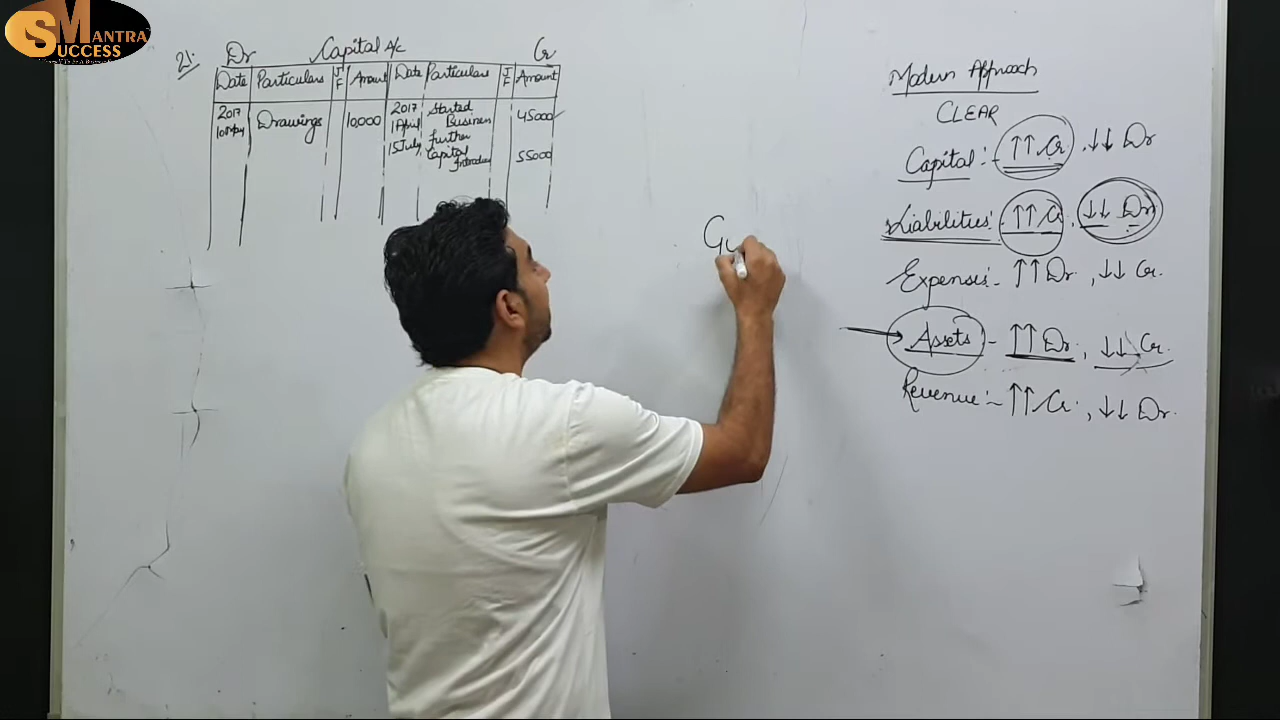 SUCCESS MANTRA
21.
Dr Capital A/c Cr
Date Particulars J F Amount Date Particulars J F Amount
2017 10 May Drawings 10,000 2017 1 April Started Business 45000
15 July Further Capital Introduce 55000
Modern Approach
CLEAR
Capital :- ↑↑ Cr. , ↓↓ Dr
Liabilities: ↑↑ Cr , ↓↓ Dr
Expenses: - ↑↑ Dr , ↓↓ Cr.
Assets - ↑↑ Dr. , ↓↓ Cr.
Revenue:- ↑↑ Cr. , ↓↓ Dr.